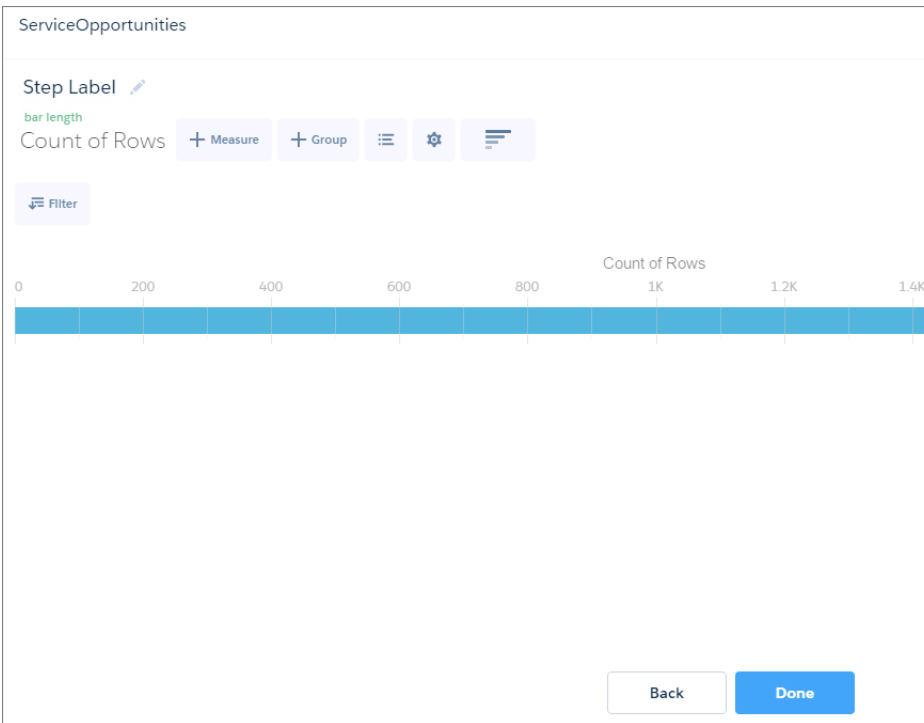 ServiceOpportunities
Step Label
bar length
Count of Rows
Measure
Group
Filter
Count of Rows
0 200 400 600 800 1K 1.2K 1.4K
Back Done